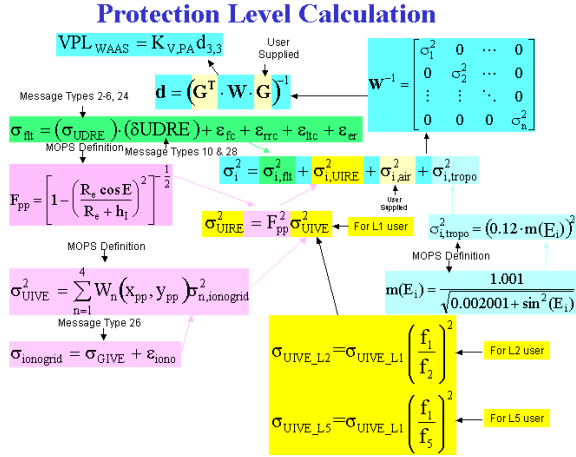 Protection Level Calculation
VPL_WAAS = K_V,PA d_3,3
User Supplied
d = (G^T · W · G)^-1
W^-1 = [σ_1^2 0 ⋯ 0
0 σ_2^2 ⋯ 0
⋮ ⋮ ⋱ 0
0 0 0 σ_n^2]
Message Types 2-6, 24
σ_flt = (σ_UDRE) · (δUDRE) + ε_fc + ε_rrc + ε_ltc + ε_er
MOPS Definition
Message Types 10 & 28
σ_i^2 = σ_i,flt^2 + σ_i,UIRE^2 + σ_i,air^2 + σ_i,tropo^2
F_pp = [1 - (R_e cos E / R_e + h_I)^2]^-1/2
User Supplied
σ_UIRE^2 = F_pp^2 σ_UIVE^2
For L1 user
σ_i,tropo^2 = (0.12 · m(E_i))^2
MOPS Definition
m(E_i) = 1.001 / √0.002001 + sin^2(E_i)
MOPS Definition
σ_UIVE^2 = ∑_n=1^4 W_n(x_pp, y_pp) σ_n,ionogrid^2
Message Type 26
σ_ionogrid = σ_GIVE + ε_iono
σ_UIVE_L2 = σ_UIVE_L1 (f_1 / f_2)^2
For L2 user
σ_UIVE_L5 = σ_UIVE_L1 (f_1 / f_5)^2
For L5 user